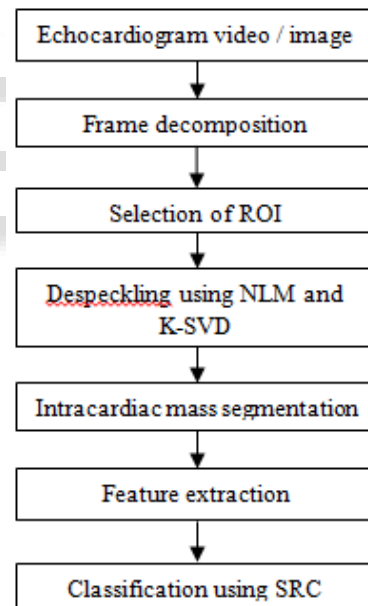 Echocardiogram video / image
Frame decomposition
Selection of ROI
Despeckling using NLM and
K-SVD
Intracardiac mass segmentation
Feature extraction
Classification using SRC